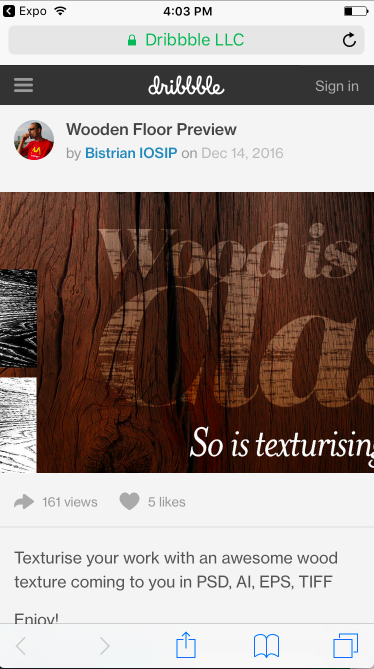 Expo
4:03 PM
Dribbble LLC
dribbble
Sign in
Wooden Floor Preview
by Bistrian IOSIP on Dec 14, 2016
Wood is
Clas
So is texturising
161 views
5 likes
Texturise your work with an awesome wood
texture coming to you in PSD, AI, EPS, TIFF
Enjoy!